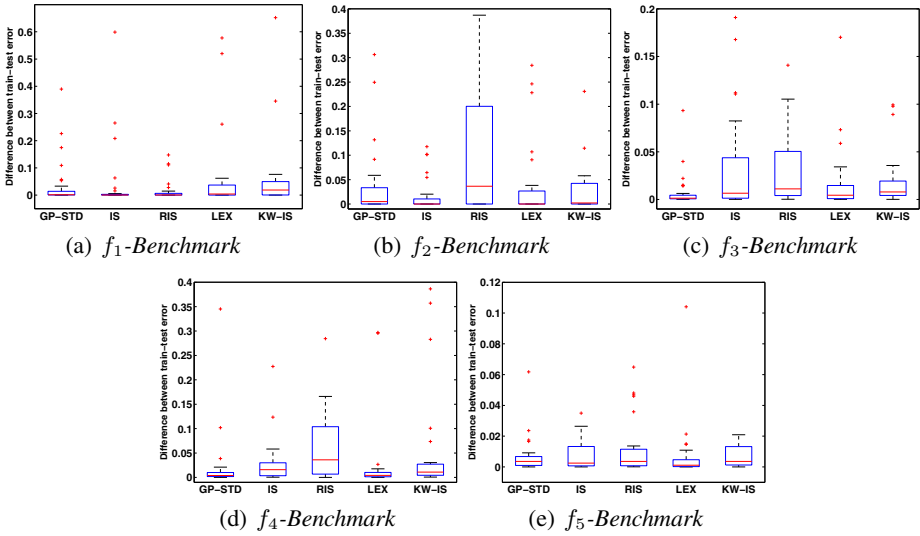 Difference between train−test error
0.6
0.5
0.4
0.3
0.2
0.1
0
GP−STD IS RIS LEX KW−IS
(a) f1-Benchmark
Difference between train−test error
0.4
0.35
0.3
0.25
0.2
0.15
0.1
0.05
0
GP−STD IS RIS LEX KW−IS
(b) f2-Benchmark
Difference between train−test error
0.2
0.15
0.1
0.05
0
GP−STD IS RIS LEX KW−IS
(c) f3-Benchmark
Difference between train−test error
0.4
0.35
0.3
0.25
0.2
0.15
0.1
0.05
0
GP−STD IS RIS LEX KW−IS
(d) f4-Benchmark
Difference between train−test error
0.12
0.1
0.08
0.06
0.04
0.02
0
GP−STD IS RIS LEX KW−IS
(e) f5-Benchmark